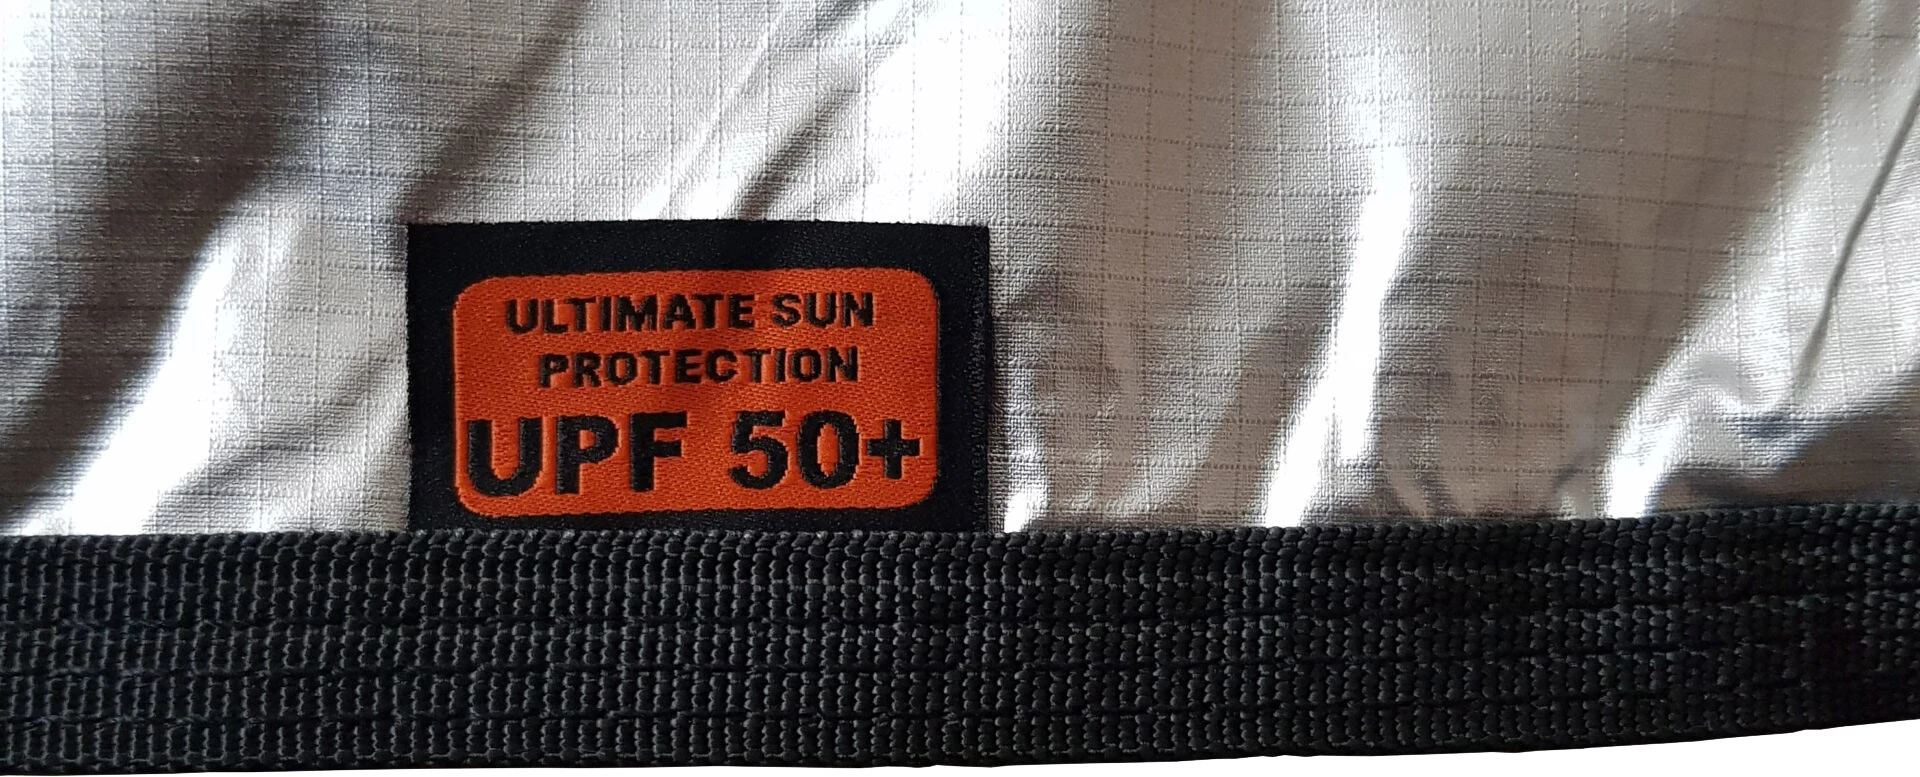 ULTIMATE SUN
PROTECTION
UPF 50+